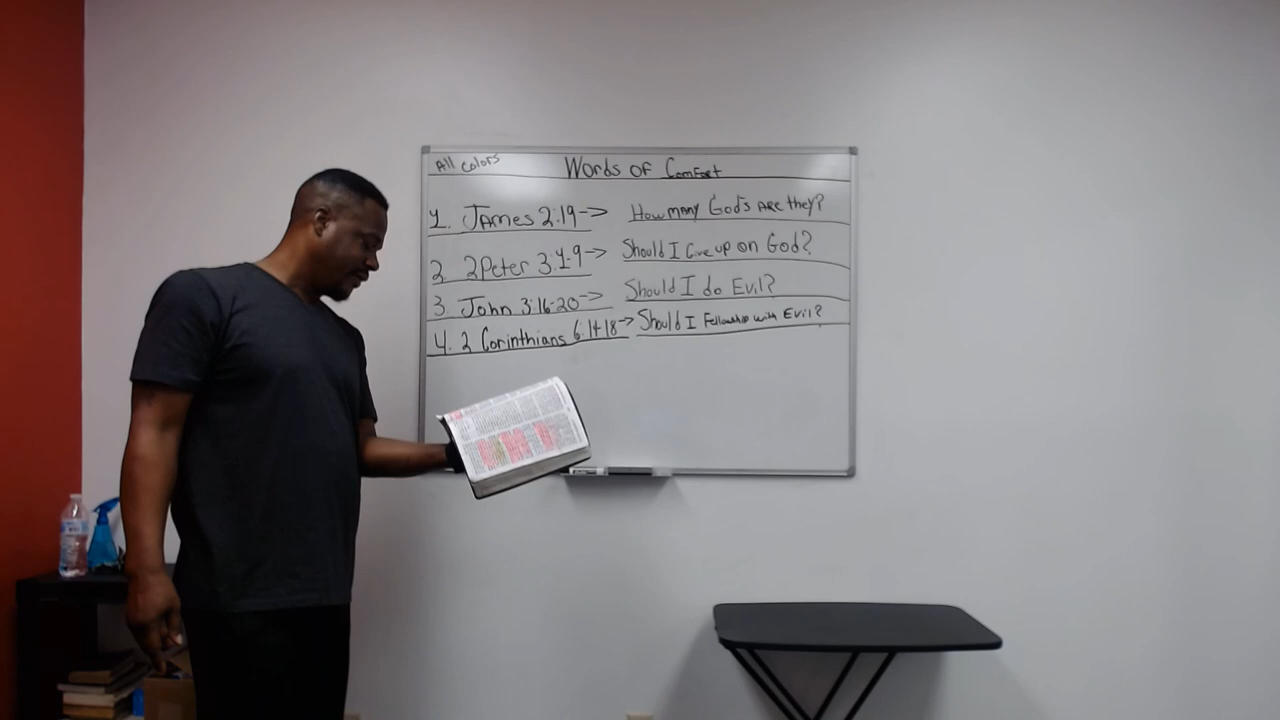 All Colors
Words of Comfort
1. James 2:19-> How many God's are they?
2. 2 Peter 3:1-9-> Should I Give up on God?
3. John 3:16-20-> Should I do Evil?
4. 2 Corinthians 6:14-18-> Should I Fellowship with Evil?